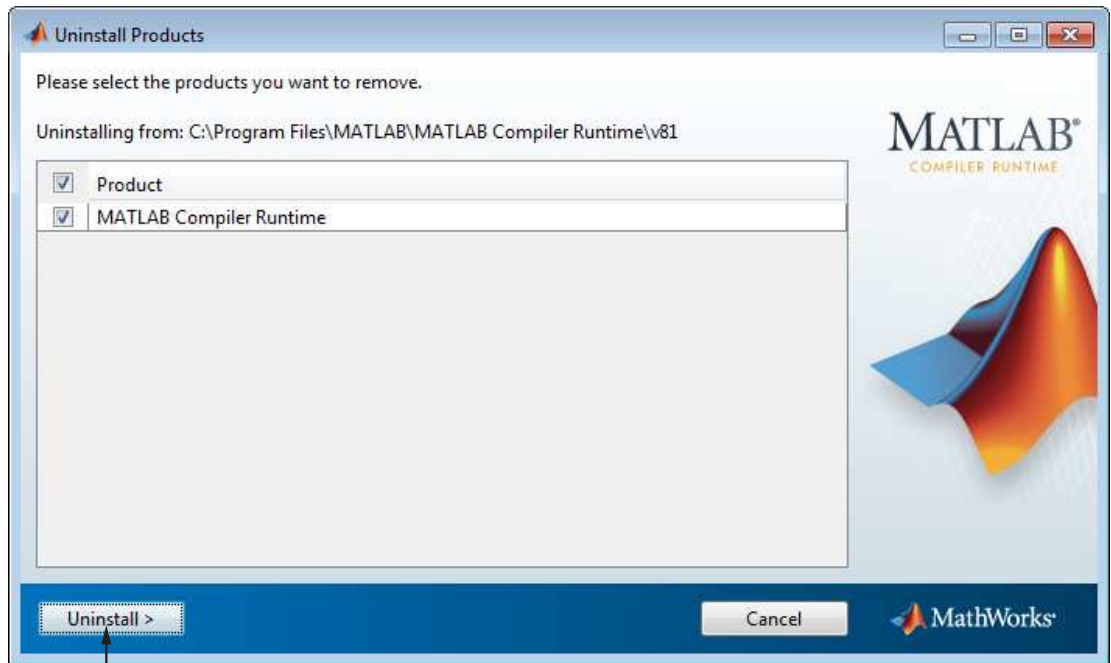 Uninstall Products
Please select the products you want to remove.
Uninstalling from: C:\Program Files\MATLAB\MATLAB Compiler Runtime\v81
MATLAB®
COMPILER RUNTIME
Product
MATLAB Compiler Runtime
Uninstall >
Cancel
MathWorks®